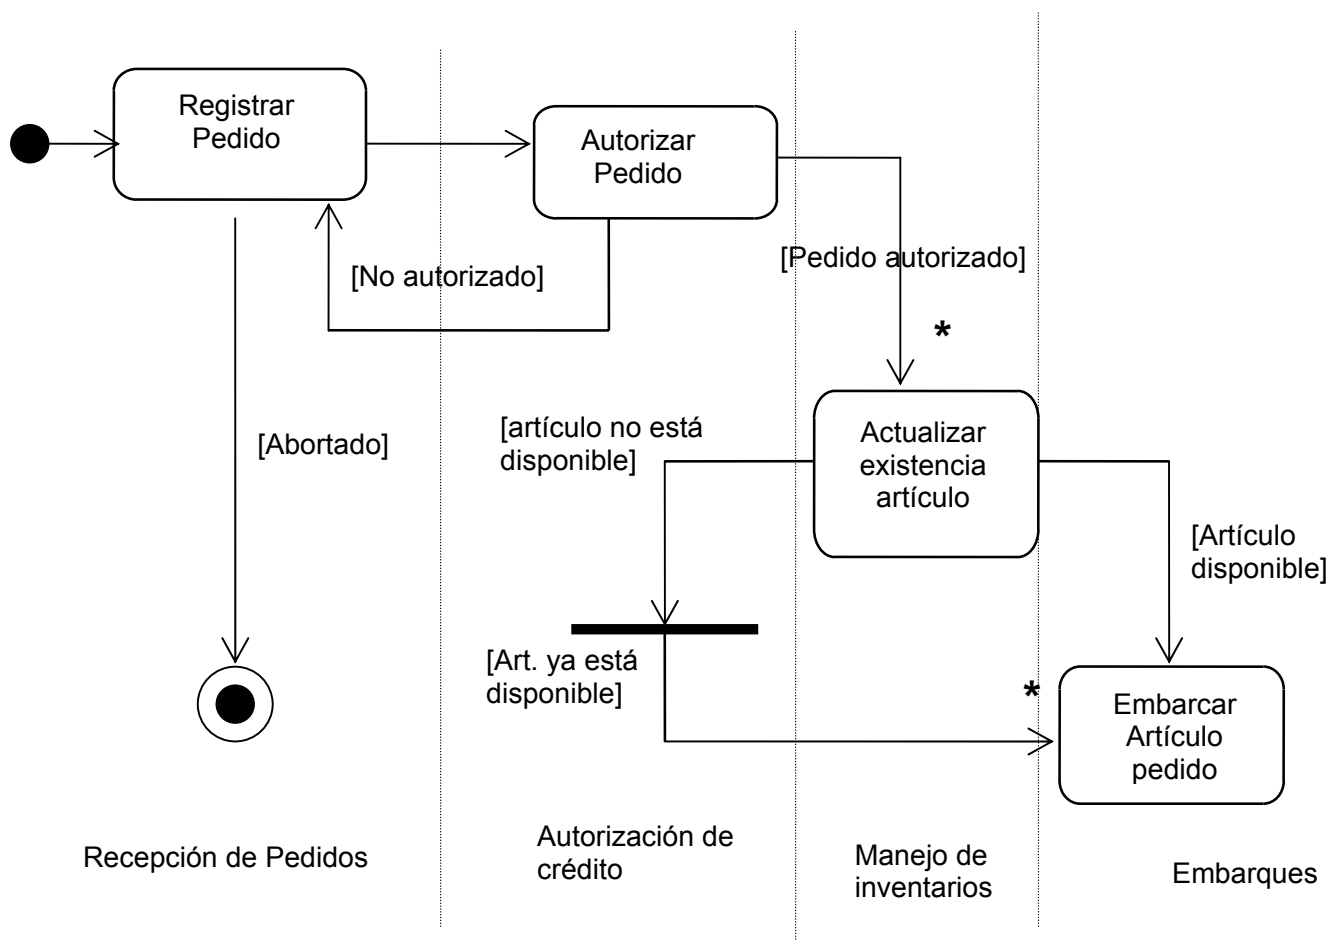 Registrar
Pedido
Autorizar
Pedido
[Pedido autorizado]
[No autorizado]
*
[Abortado]
[artículo no está
disponible]
Actualizar
existencia
artículo
[Artículo
disponible]
[Art. ya está
disponible]
*
Embarcar
Artículo
pedido
Recepción de Pedidos
Autorización de
crédito
Manejo de
inventarios
Embarques